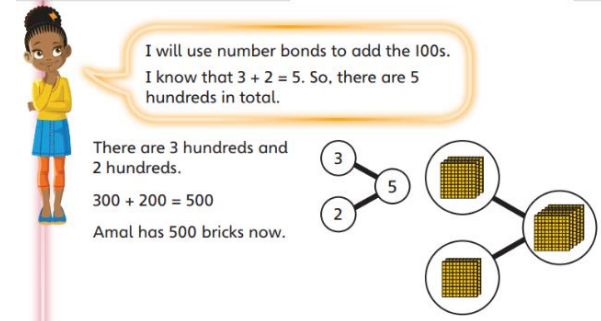 I will use number bonds to add the 100s.
I know that 3 + 2 = 5. So, there are 5
hundreds in total.
There are 3 hundreds and
2 hundreds.
300 + 200 = 500
Amal has 500 bricks now.
3
5
2